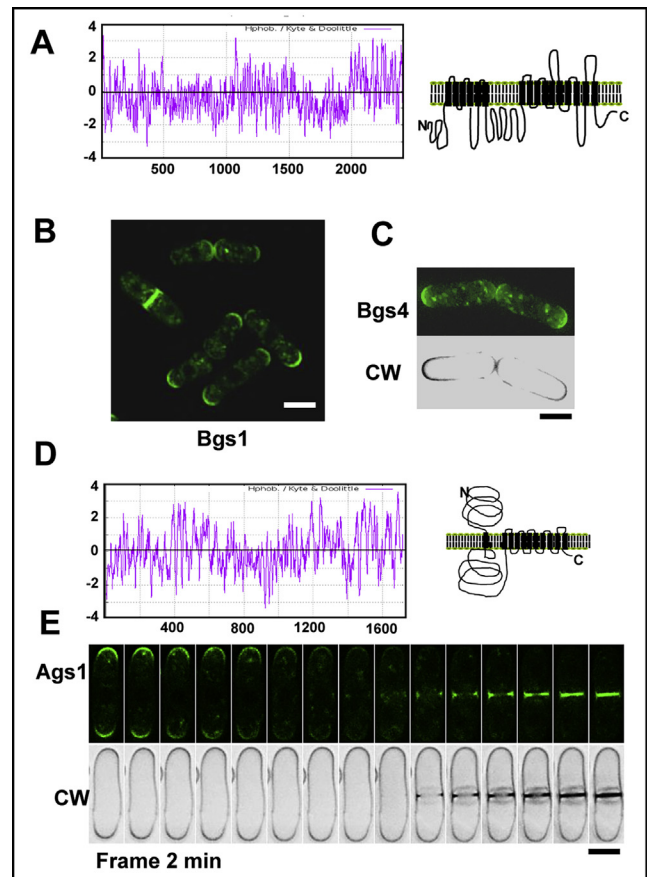 A
Hphob. / Kyte & Doolittle
4
2
0
-2
-4
500 1000 1500 2000
N
C
B
Bgs1
C
Bgs4
CW
D
Hphob. / Kyte & Doolittle
4
2
0
-2
-4
400 800 1200 1600
N
C
E
Ags1
CW
Frame 2 min